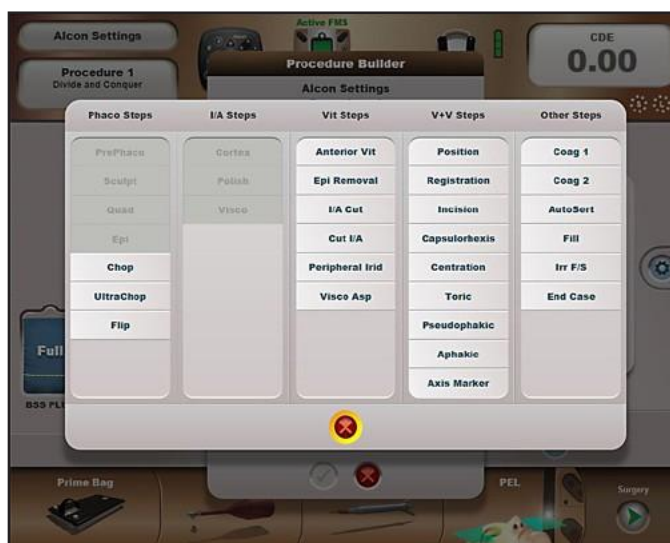 Alcon Settings
Procedure 1
Divide and Conquer
Active FMS
CDE
0.00
Procedure Builder
Alcon Settings
Phaco Steps
PrePhaco
Sculpt
Quad
Epi
Chop
UltraChop
Flip
I/A Steps
Cortex
Polish
Visco
Vit Steps
Anterior Vit
Epi Removal
I/A Cut
Cut I/A
Peripheral Irid
Visco Asp
V+V Steps
Position
Registration
Incision
Capsulorhexis
Centration
Toric
Pseudophakic
Aphakic
Axis Marker
Other Steps
Coag 1
Coag 2
AutoSert
Fill
Irr F/S
End Case
Full
BSS PL
Prime Bag
PEL
Surgery